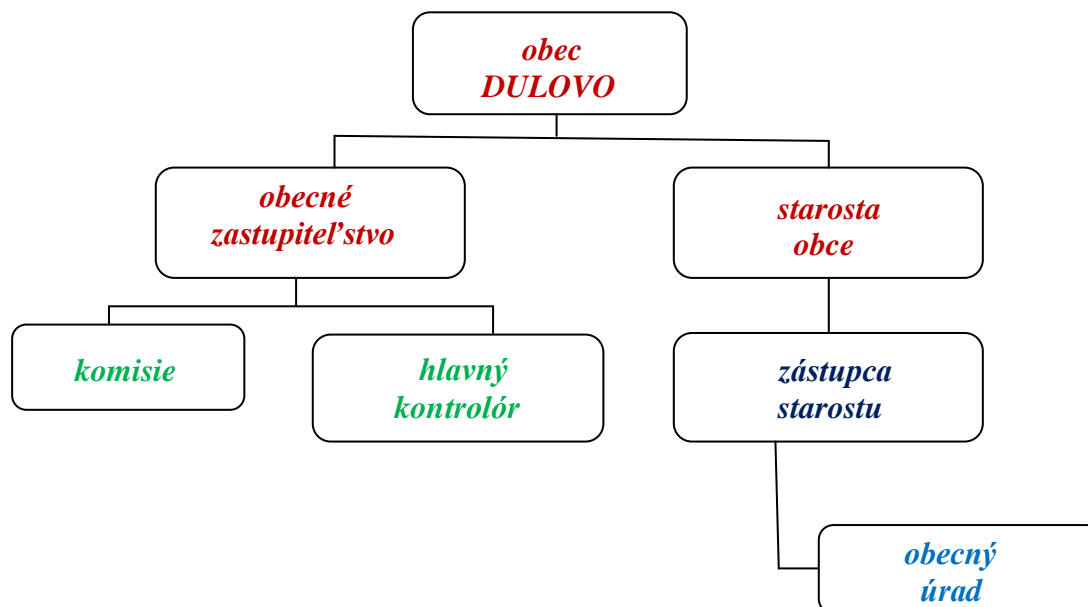 obec
DULOVO
obecné
zastupiteľstvo
starosta
obce
komisie
hlavný
kontrolór
zástupca
starostu
obecný
úrad